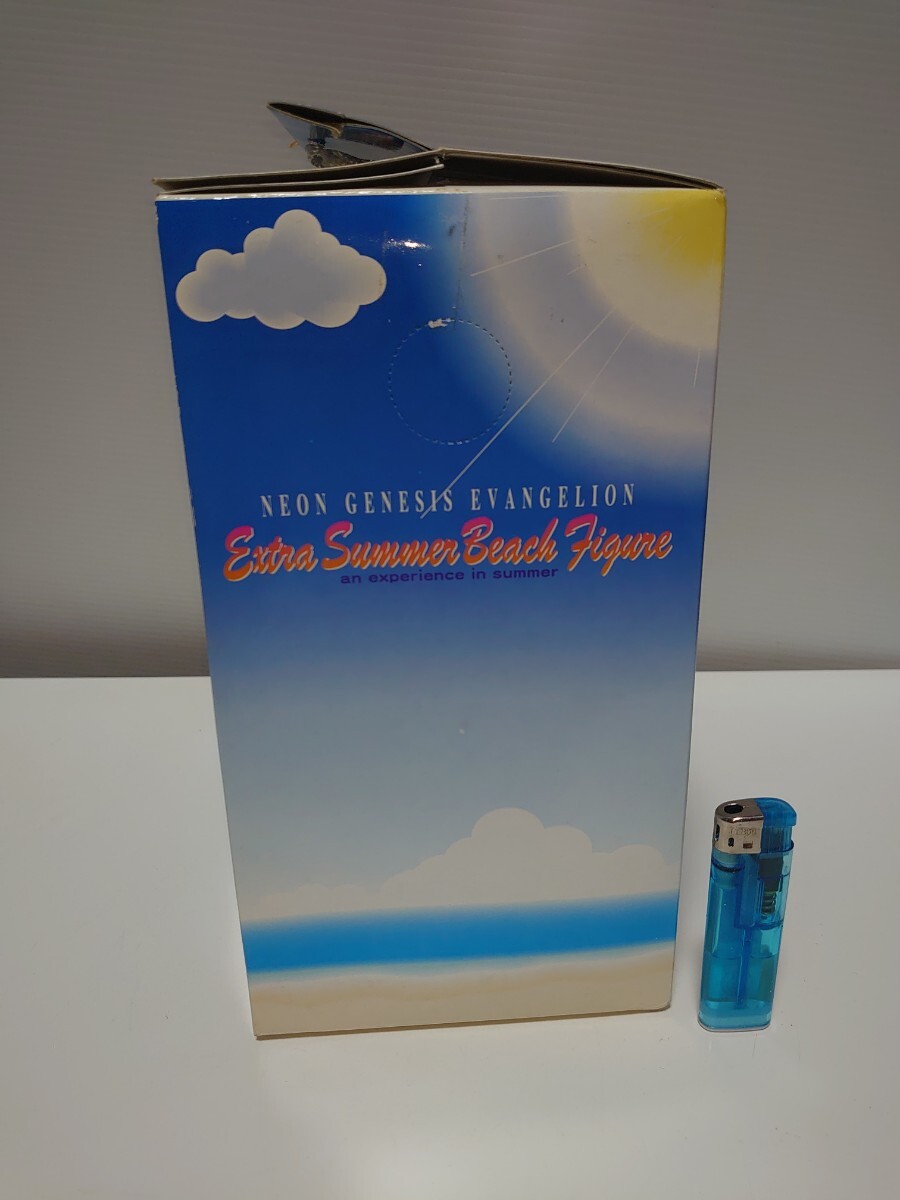 NEON GENESIS EVANGELION
Extra Summer Beach Figure
an experience in summer